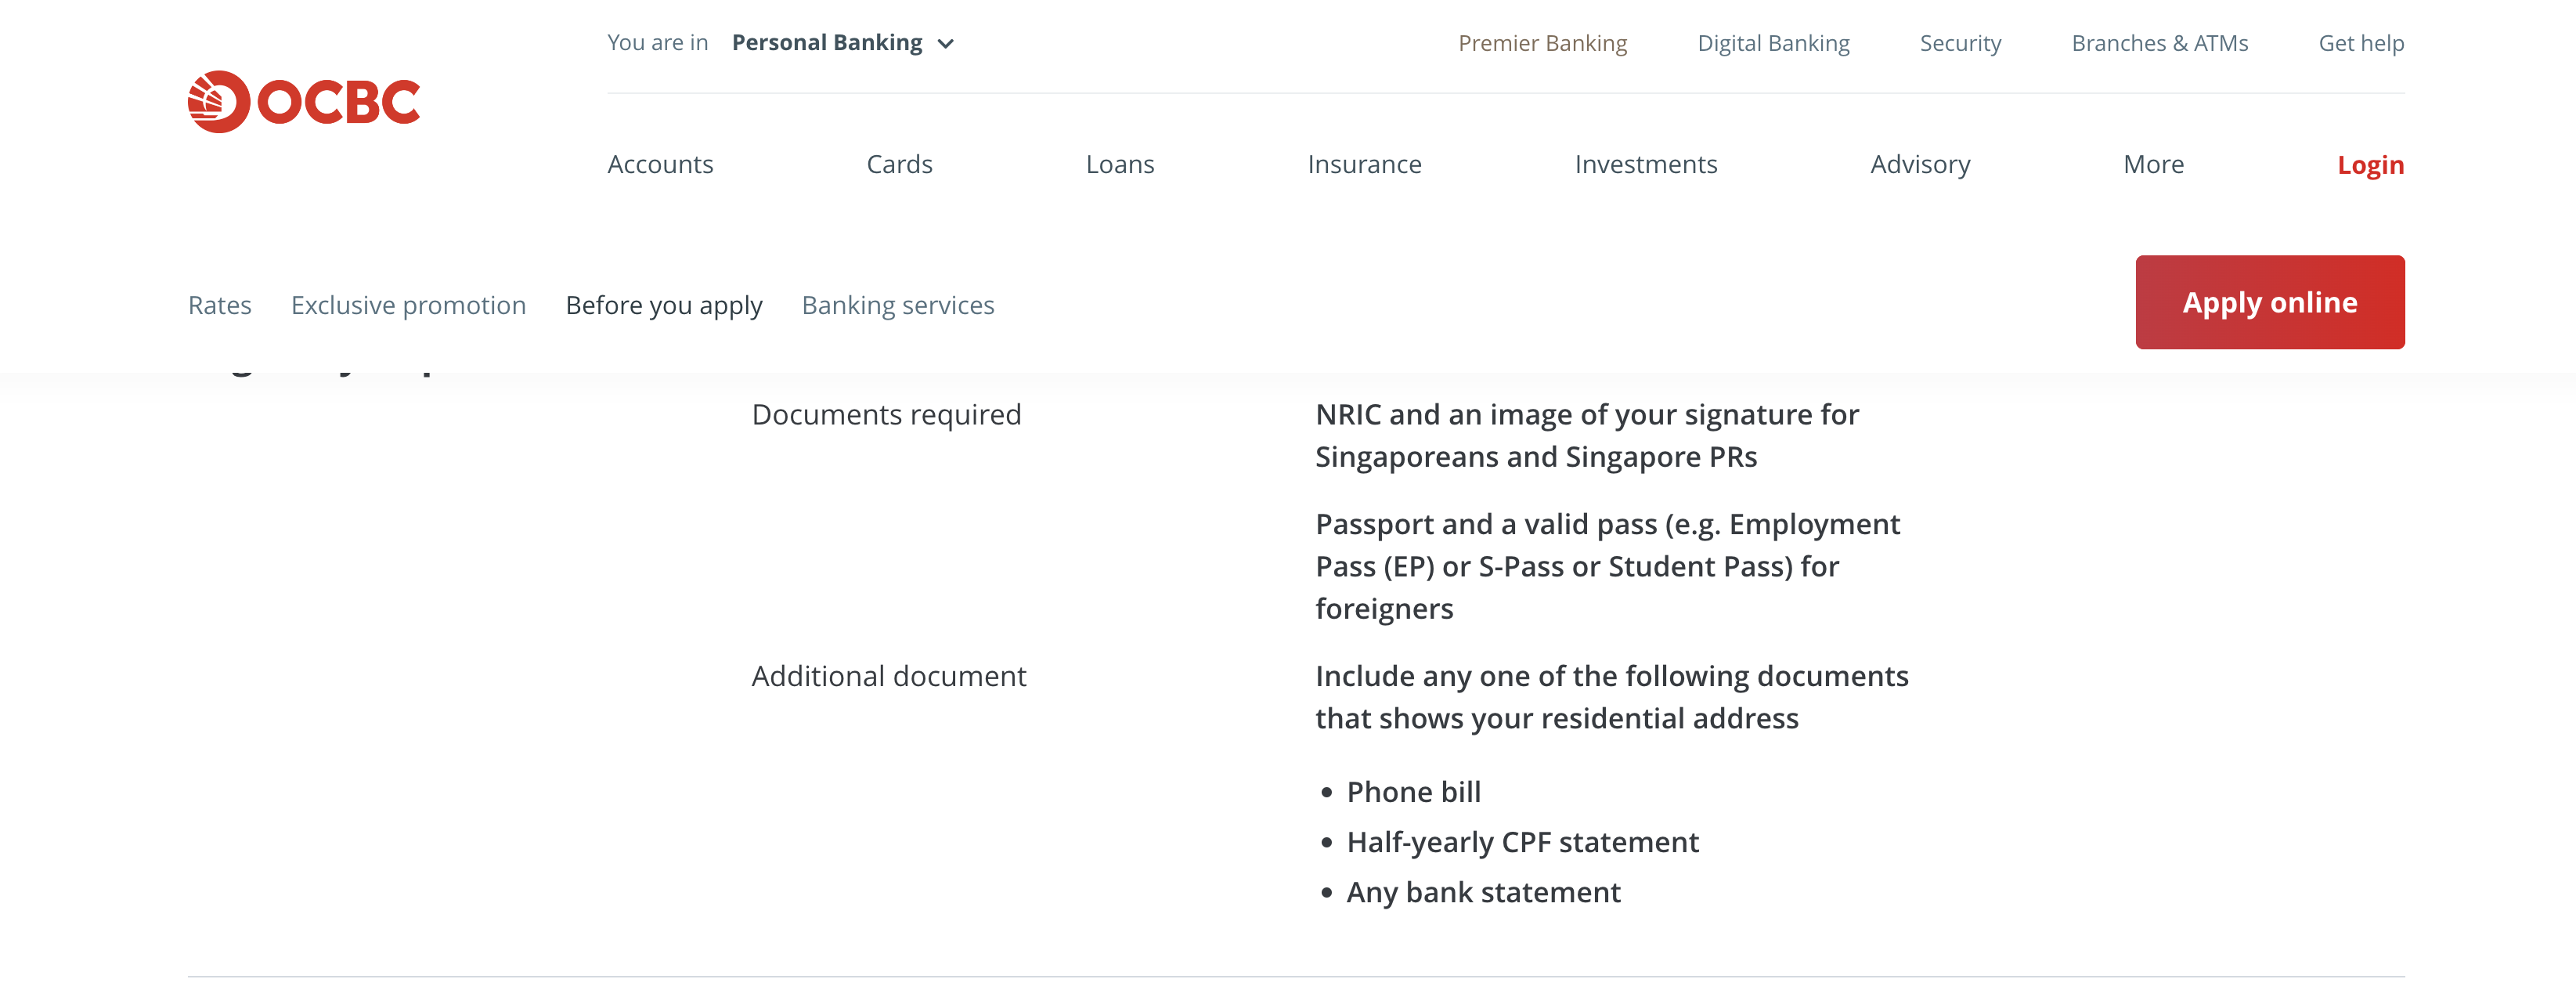 You are in Personal Banking
Premier Banking
Digital Banking
Security
Branches & ATMs
Get help
OCBC
Accounts
Cards
Loans
Insurance
Investments
Advisory
More
Login
Rates
Exclusive promotion
Before you apply
Banking services
Apply online
Documents required
NRIC and an image of your signature for
Singaporeans and Singapore PRs
Passport and a valid pass (e.g. Employment
Pass (EP) or S-Pass or Student Pass) for
foreigners
Additional document
Include any one of the following documents
that shows your residential address
• Phone bill
• Half-yearly CPF statement
• Any bank statement